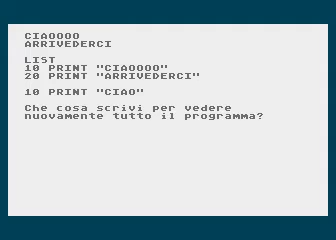 CIAOOOO
ARRIVEDERCI
LIST
10 PRINT "CIAOOOO"
20 PRINT "ARRIVEDERCI"
10 PRINT "CIAO"
Che cosa scrivi per vedere
nuovamente tutto il programma?